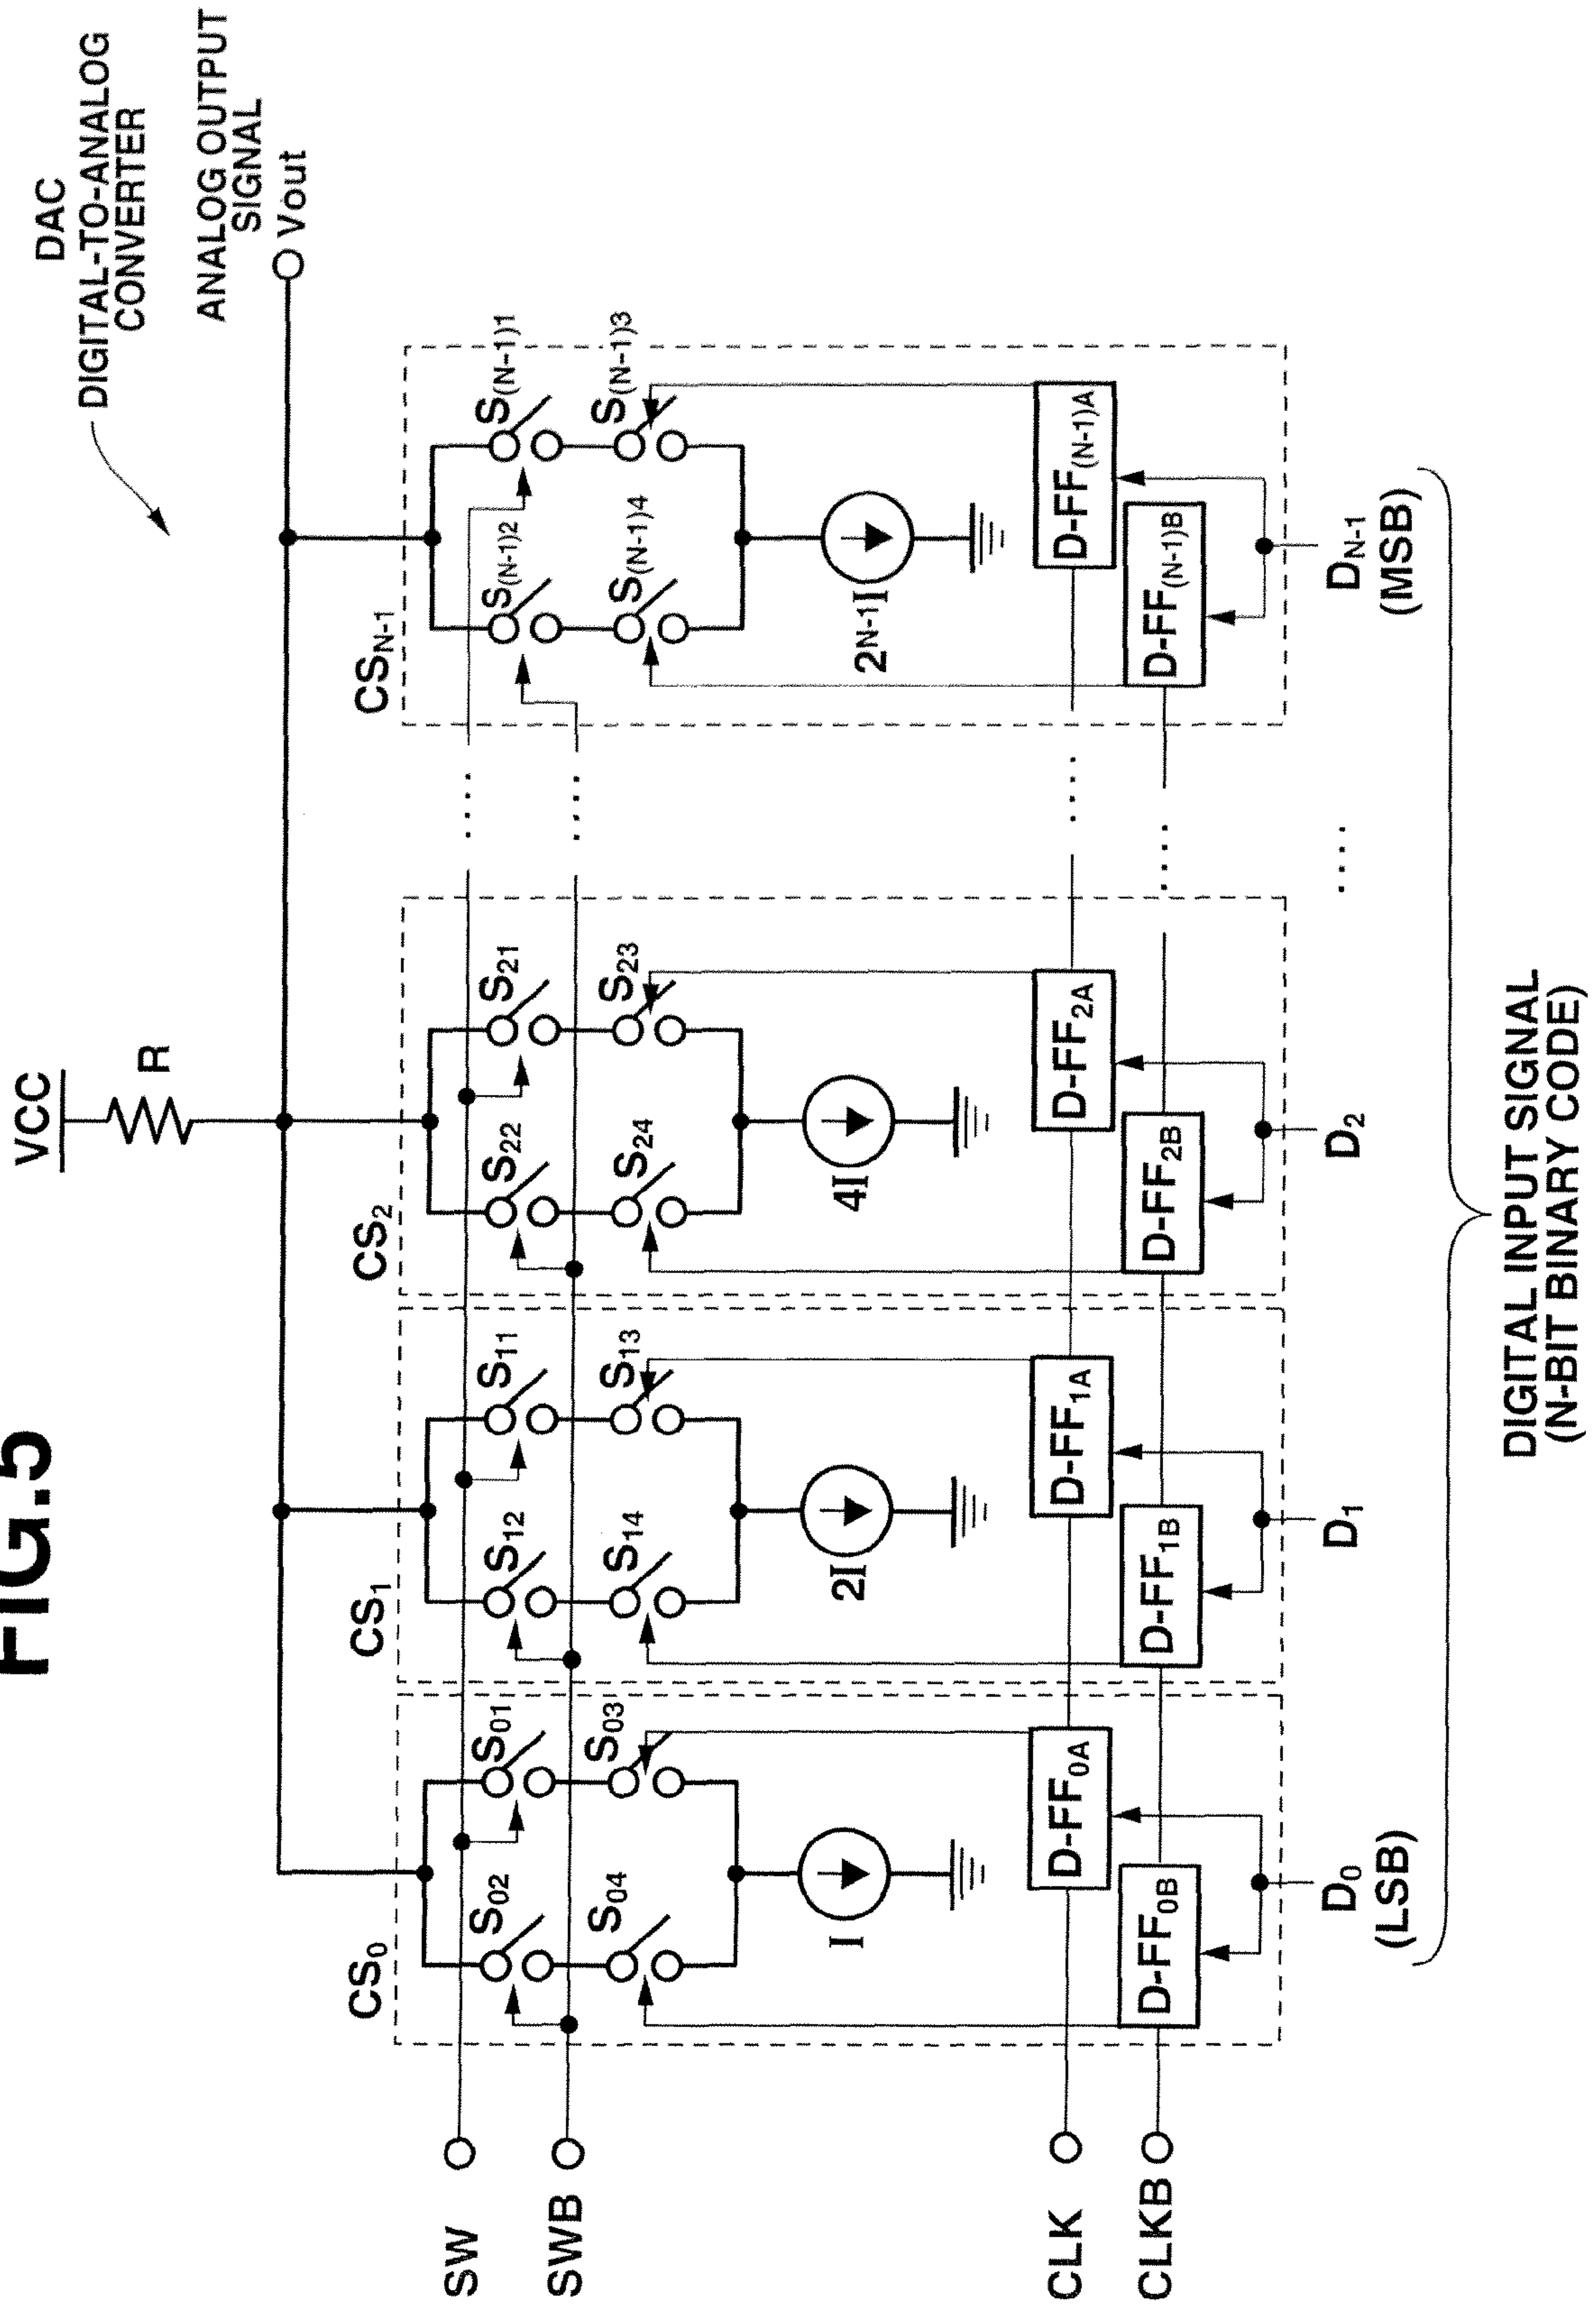 FIG.5
DAC
DIGITAL-TO-ANALOG
CONVERTER
VCC
R
ANALOG OUTPUT
SIGNAL
Vout
CS0
CS1
CS2
CSN-1
SW
S02
S01
S12
S11
S22
S21
S(N-1)2
S(N-1)1
SWB
S04
S03
S14
S13
S24
S23
S(N-1)4
S(N-1)3
I
2I
4I
2N-1I
CLK
D-FF0A
D-FF1A
D-FF2A
D-FF(N-1)A
CLKB
D-FF0B
D-FF1B
D-FF2B
D-FF(N-1)B
D0
(LSB)
D1
D2
DN-1
(MSB)
DIGITAL INPUT SIGNAL
(N-BIT BINARY CODE)